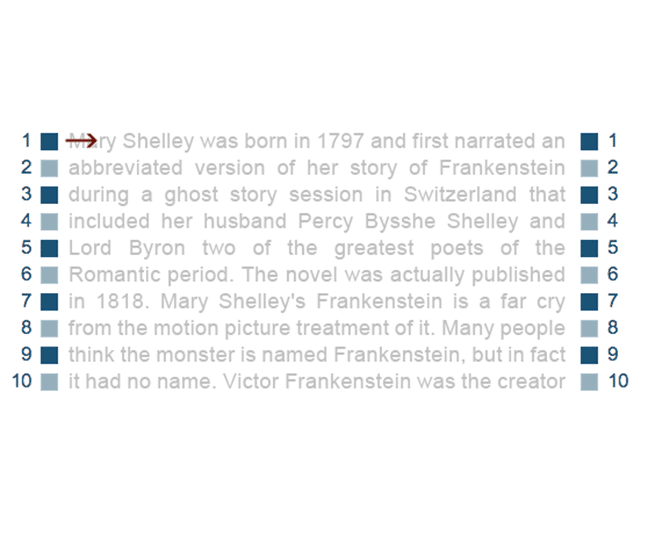 1 Mary Shelley was born in 1797 and first narrated an 1
2 abbreviated version of her story of Frankenstein 2
3 during a ghost story session in Switzerland that 3
4 included her husband Percy Bysshe Shelley and 4
5 Lord Byron two of the greatest poets of the 5
6 Romantic period. The novel was actually published 6
7 in 1818. Mary Shelley's Frankenstein is a far cry 7
8 from the motion picture treatment of it. Many people 8
9 think the monster is named Frankenstein, but in fact 9
10 it had no name. Victor Frankenstein was the creator 10